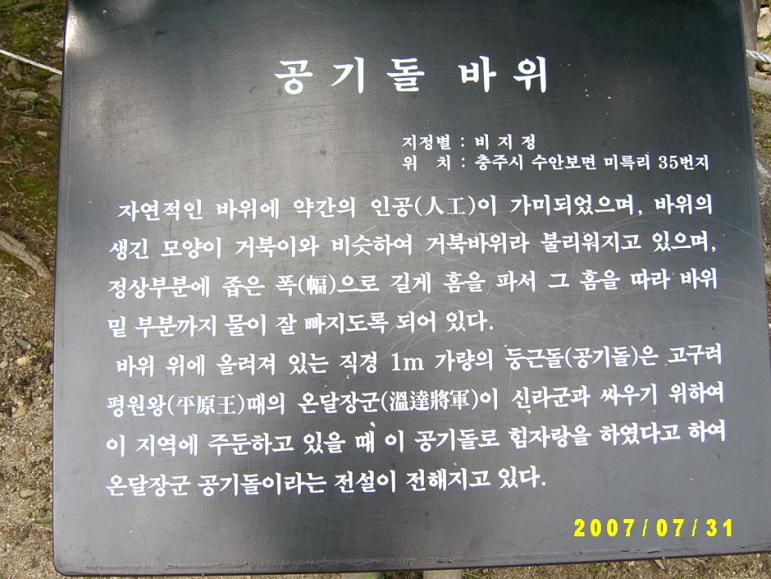 공기돌 바위
지정별 : 비 지 정
위 치 : 충주시 수안보면 미륵리 35번지
자연적인 바위에 약간의 인공(人工)이 가미되었으며, 바위의
생긴 모양이 거북이와 비슷하여 거북바위라 불리워지고 있으며,
정상부분에 좁은 폭(幅)으로 길게 홈을 파서 그 홈을 따라 바위
밑 부분까지 물이 잘 빠지도록 되어 있다.
바위 위에 올려져 있는 직경 1m 가량의 둥근돌(공기돌)은 고구려
평원왕(平原王)때의 온달장군(溫達將軍)이 신라군과 싸우기 위하여
이 지역에 주둔하고 있을 때 이 공기돌로 힘자랑을 하였다고 하여
온달장군 공기돌이라는 전설이 전해지고 있다.
2007/07/31